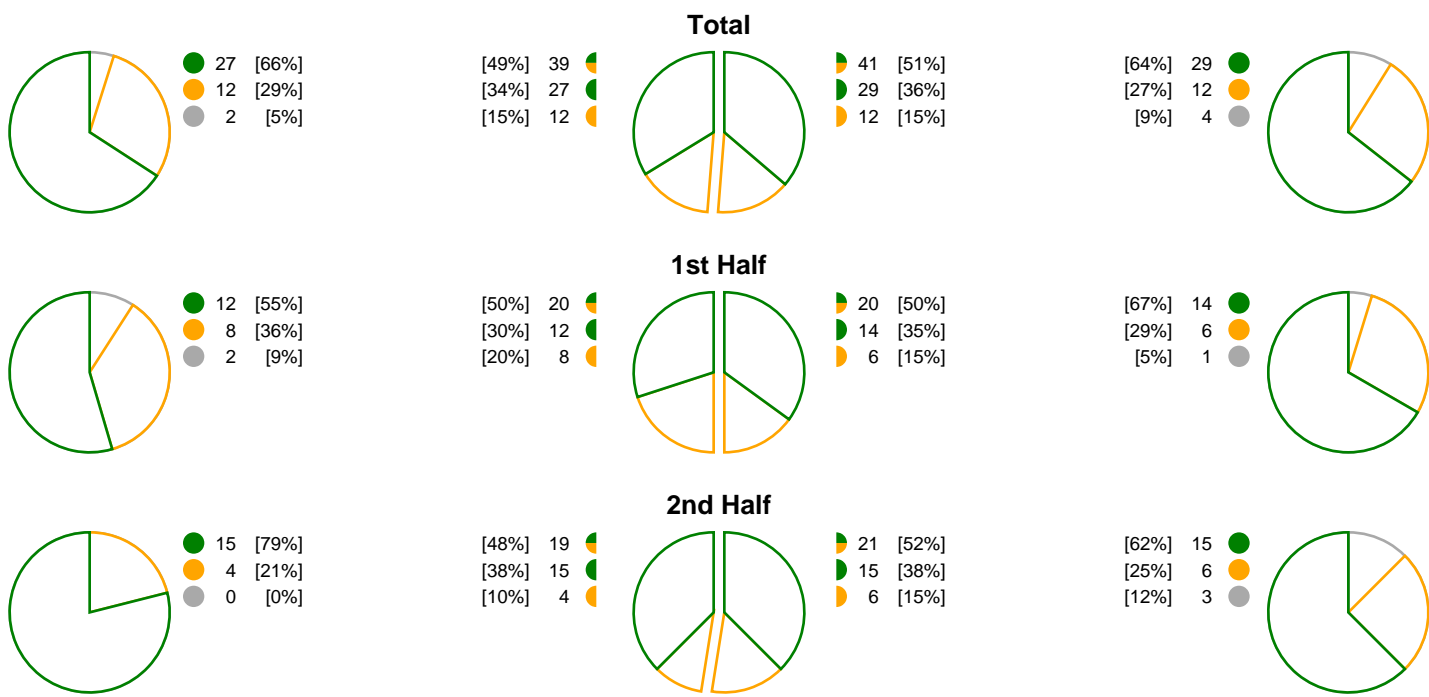 Total
27 [66%] [49%] 39 41 [51%] [64%] 29
12 [29%] [34%] 27 29 [36%] [27%] 12
2 [5%] [15%] 12 12 [15%] [9%] 4
1st Half
12 [55%] [50%] 20 20 [50%] [67%] 14
8 [36%] [30%] 12 14 [35%] [29%] 6
2 [9%] [20%] 8 6 [15%] [5%] 1
2nd Half
15 [79%] [48%] 19 21 [52%] [62%] 15
4 [21%] [38%] 15 15 [38%] [25%] 6
0 [0%] [10%] 4 6 [15%] [12%] 3